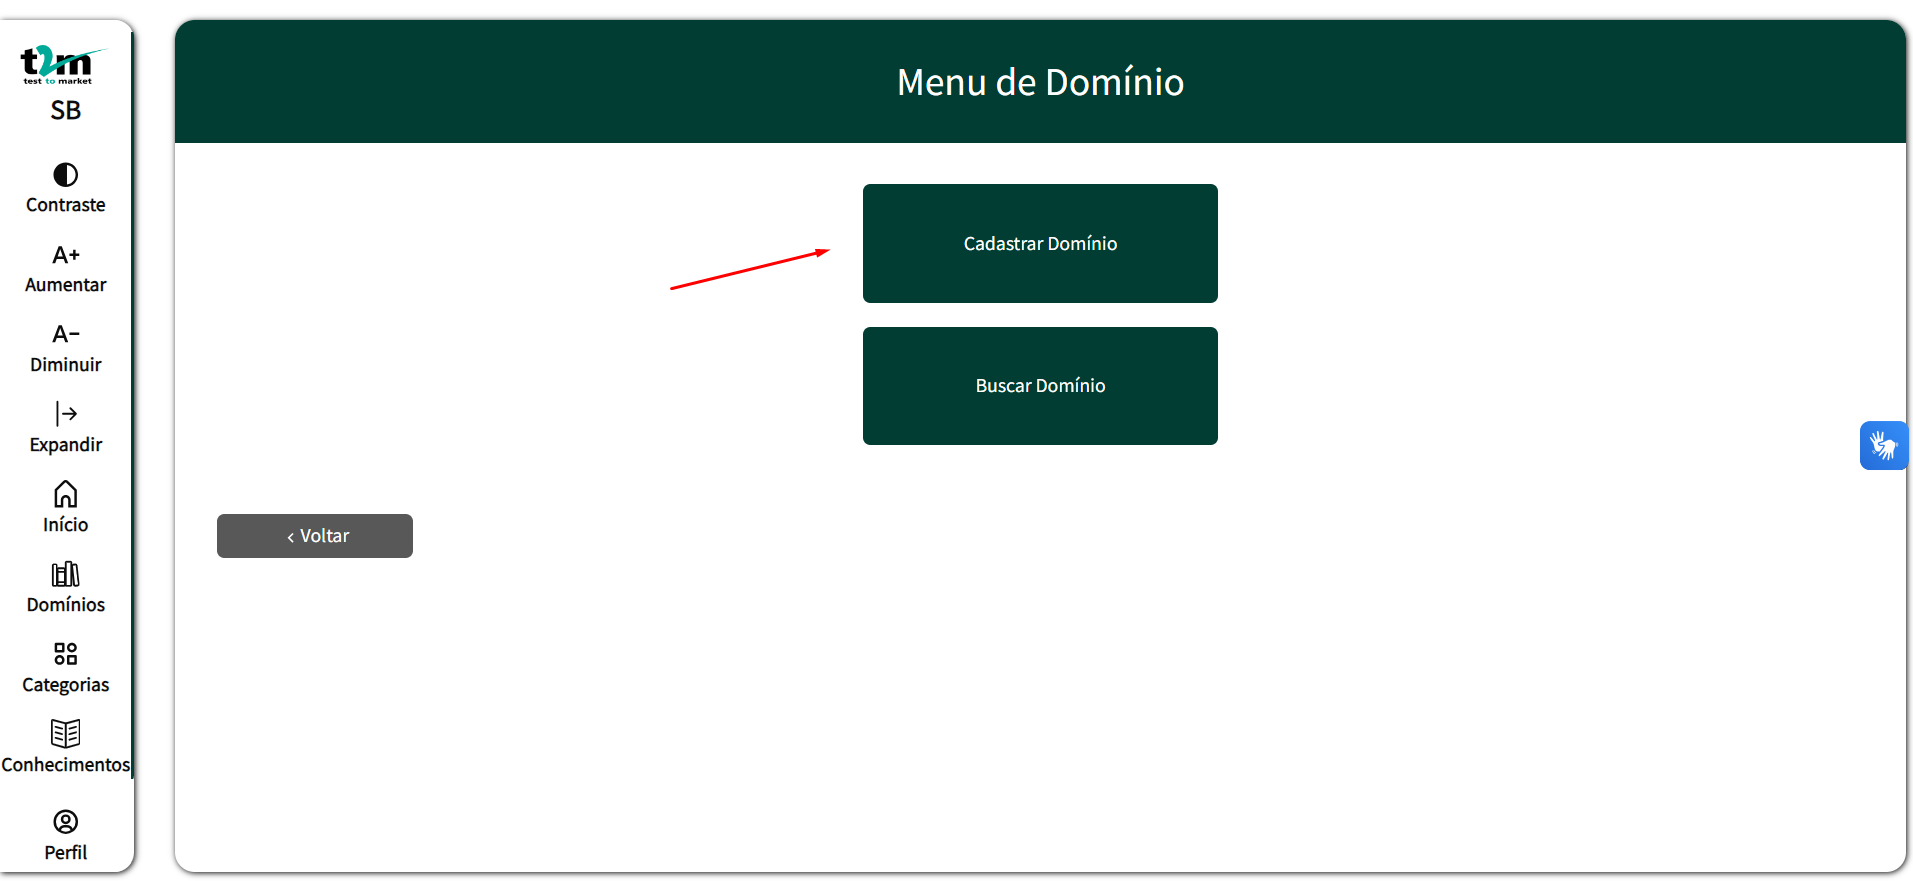 t2m
test to market
SB
Contraste
A+
Aumentar
A-
Diminuir
Expandir
Início
Domínios
Categorias
Conhecimentos
Perfil
Menu de Domínio
Cadastrar Domínio
Buscar Domínio
‹ Voltar